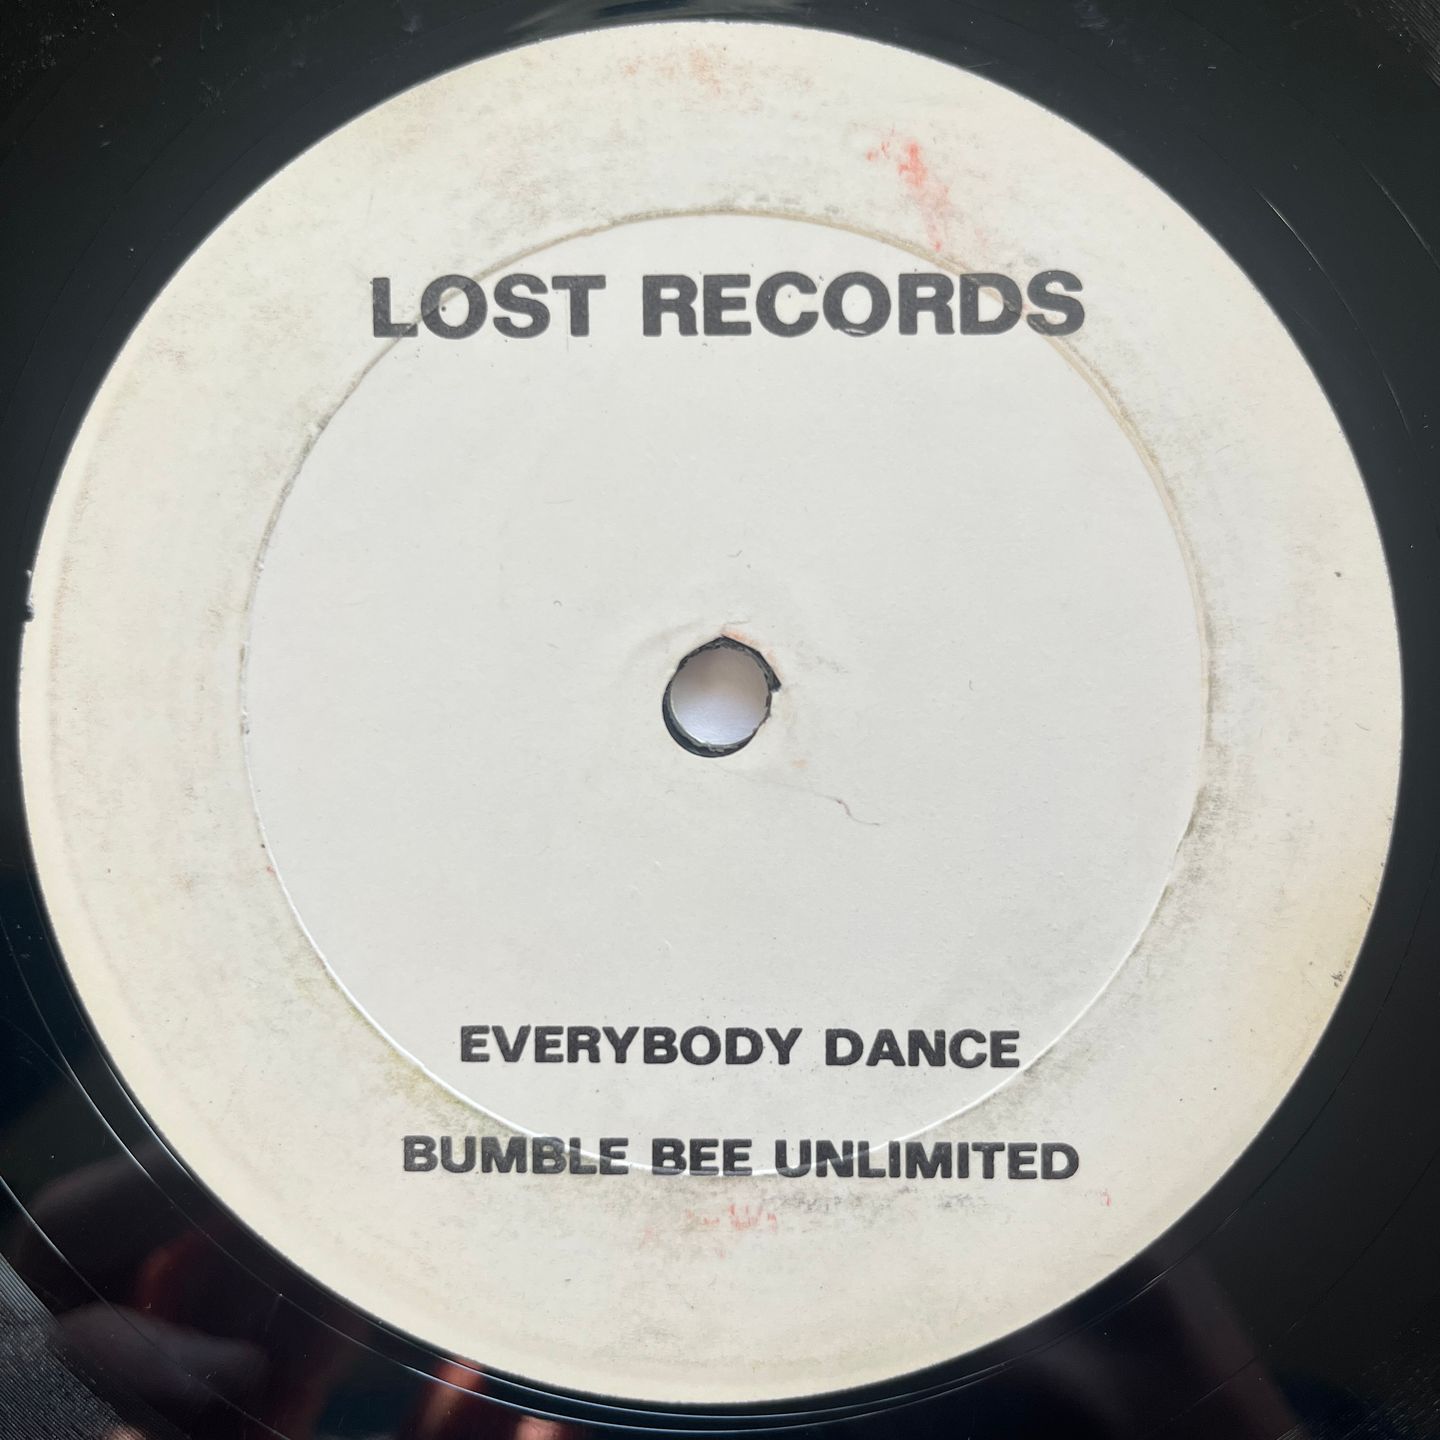 LOST RECORDS
EVERYBODY DANCE
BUMBLE BEE UNLIMITED